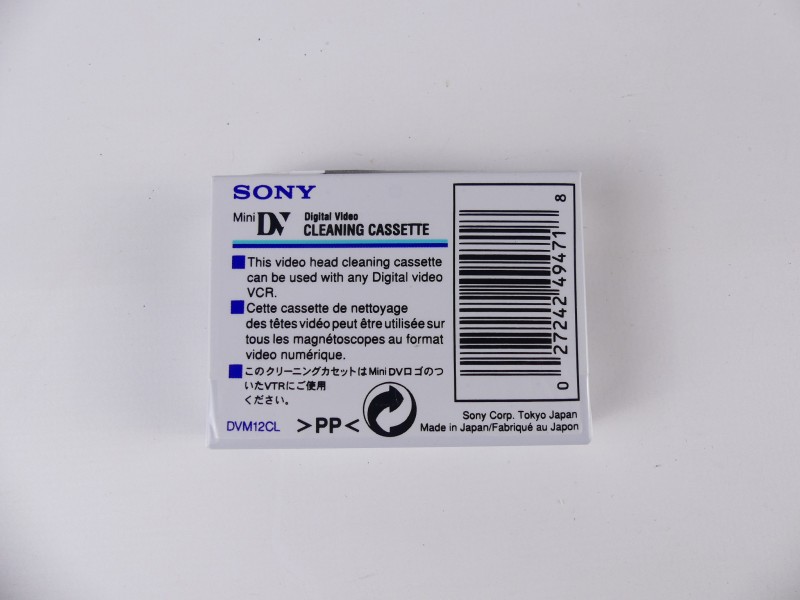 SONY
Mini DV Digital Video
CLEANING CASSETTE
This video head cleaning cassette
can be used with any Digital video
VCR.
Cette cassette de nettoyage
des têtes vidéo peut être utilisée sur
tous les magnétoscopes au format
vidéo numérique.
このクリーニングカセットはMini DVロゴのつ
いたVTRにご使用
ください。
DVM12CL >PP<
0 27242 49471 8
Sony Corp. Tokyo Japan
Made in Japan/Fabriqué au Japon